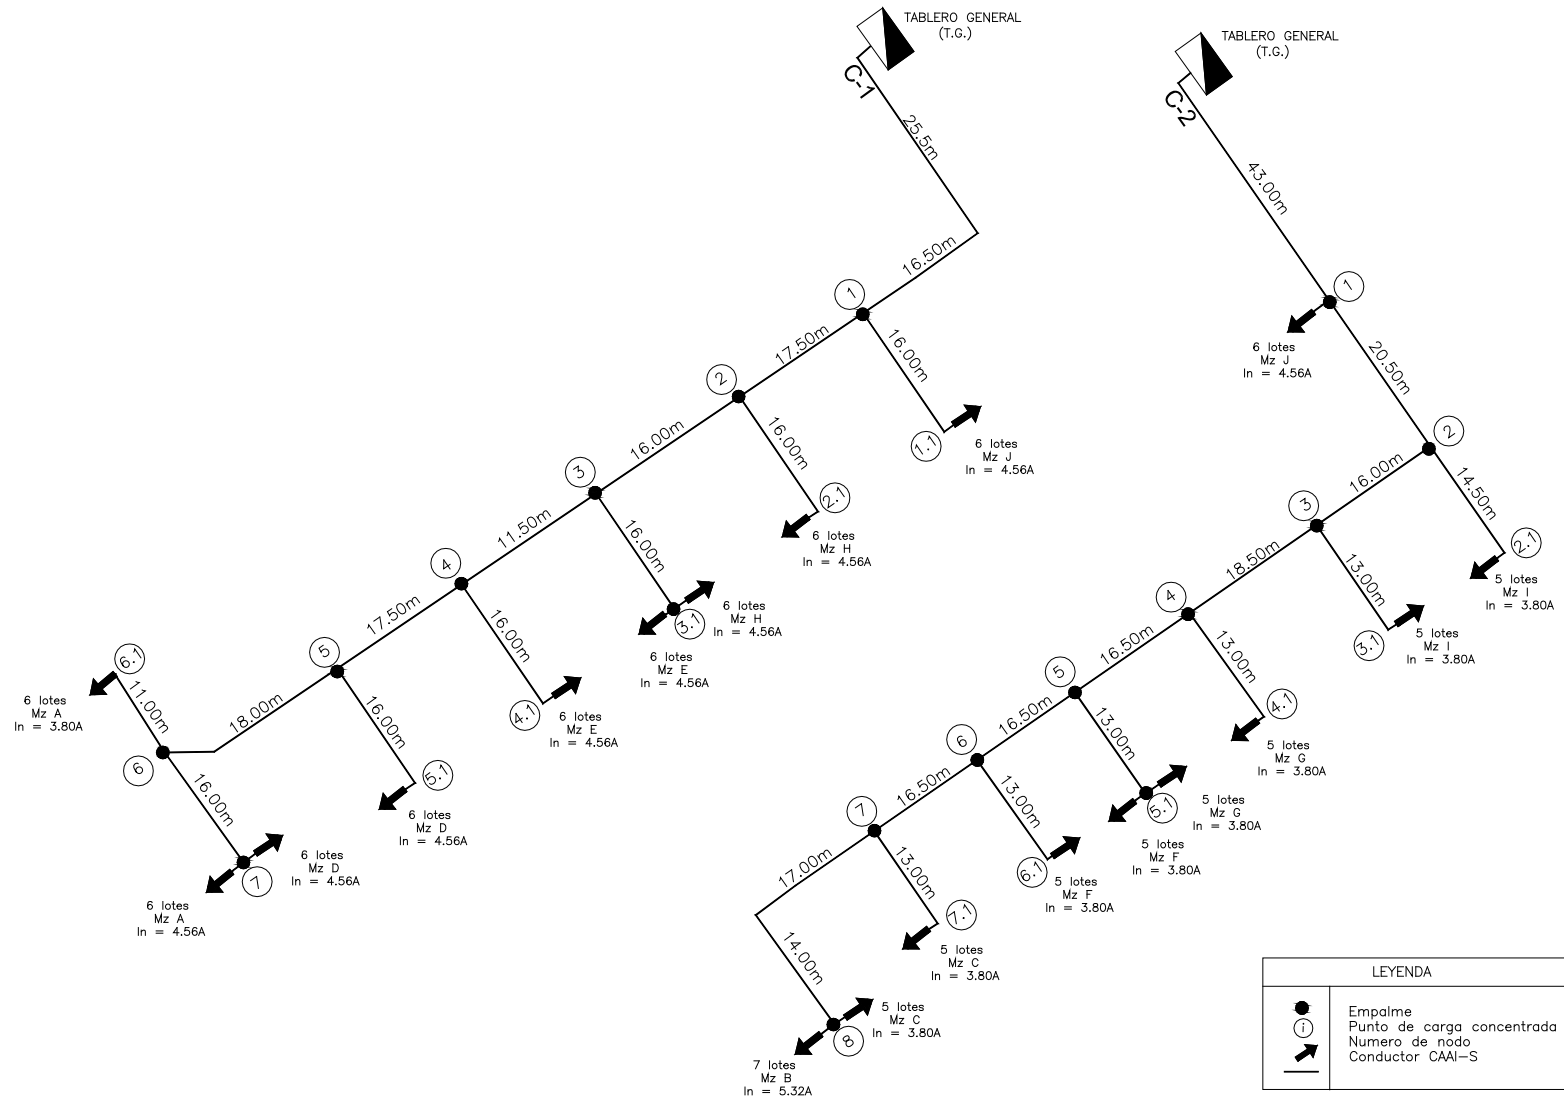 TABLERO GENERAL
(T.G.)
C-1
25.5m
16.50m
1
17.50m
16.00m
1.1
6 lotes
Mz J
In = 4.56A
2
16.00m
16.00m
2.1
6 lotes
Mz H
In = 4.56A
3
11.50m
16.00m
3.1
6 lotes
Mz H
In = 4.56A
6 lotes
Mz E
In = 4.56A
4
17.50m
16.00m
4.1
6 lotes
Mz E
In = 4.56A
5
18.00m
16.00m
5.1
6 lotes
Mz D
In = 4.56A
6.1
11.00m
6 lotes
Mz A
In = 3.80A
6
16.00m
6 lotes
Mz D
In = 4.56A
7
6 lotes
Mz A
In = 4.56A
TABLERO GENERAL
(T.G.)
C-2
43.00m
1
6 lotes
Mz J
In = 4.56A
20.50m
2
16.00m
14.50m
2.1
5 lotes
Mz I
In = 3.80A
3
18.50m
13.00m
3.1
5 lotes
Mz I
In = 3.80A
4
16.50m
13.00m
4.1
5 lotes
Mz G
In = 3.80A
5
16.50m
13.00m
5.1
5 lotes
Mz G
In = 3.80A
5 lotes
Mz F
In = 3.80A
6
16.50m
13.00m
6.1
5 lotes
Mz F
In = 3.80A
7
17.00m
13.00m
7.1
5 lotes
Mz C
In = 3.80A
14.00m
5 lotes
Mz C
In = 3.80A
8
7 lotes
Mz B
In = 5.32A
LEYENDA
Empalme
i
Punto de carga concentrada
Numero de nodo
Conductor CAAI-S